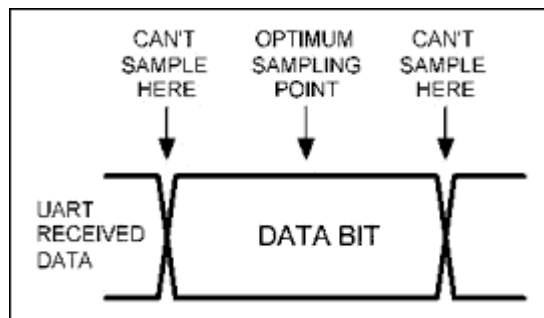 CAN'T
SAMPLE
HERE
OPTIMUM
SAMPLING
POINT
CAN'T
SAMPLE
HERE
UART
RECEIVED
DATA
DATA BIT